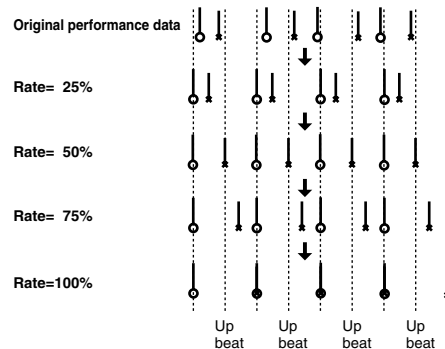 Original performance data
Rate= 25%
Rate= 50%
Rate= 75%
Rate=100%
Up Up Up Up
beat beat beat beat